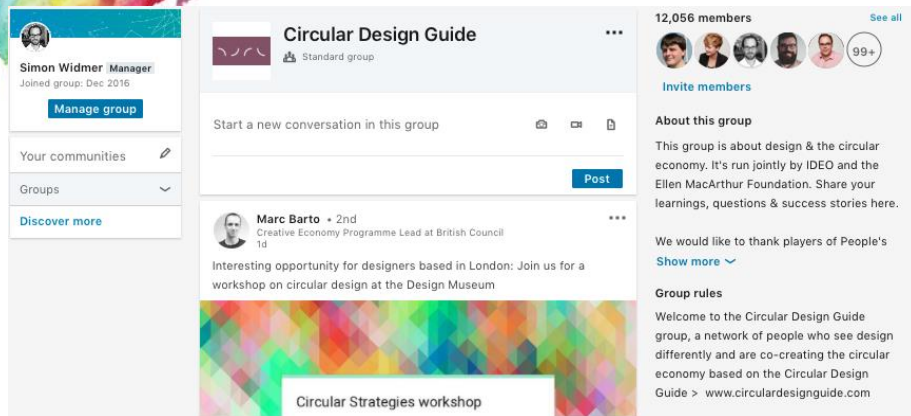 Simon Widmer Manager
Joined group: Dec 2016
Manage group
Your communities
Groups
Discover more
Circular Design Guide
Standard group
Start a new conversation in this group
Post
Marc Barto • 2nd
Creative Economy Programme Lead at British Council
1d
Interesting opportunity for designers based in London: Join us for a
workshop on circular design at the Design Museum
Circular Strategies workshop
12,056 members
See all
99+
Invite members
About this group
This group is about design & the circular
economy. It's run jointly by IDEO and the
Ellen MacArthur Foundation. Share your
learnings, questions & success stories here.
We would like to thank players of People's
Show more
Group rules
Welcome to the Circular Design Guide
group, a network of people who see design
differently and are co-creating the circular
economy based on the Circular Design
Guide > www.circulardesignguide.com